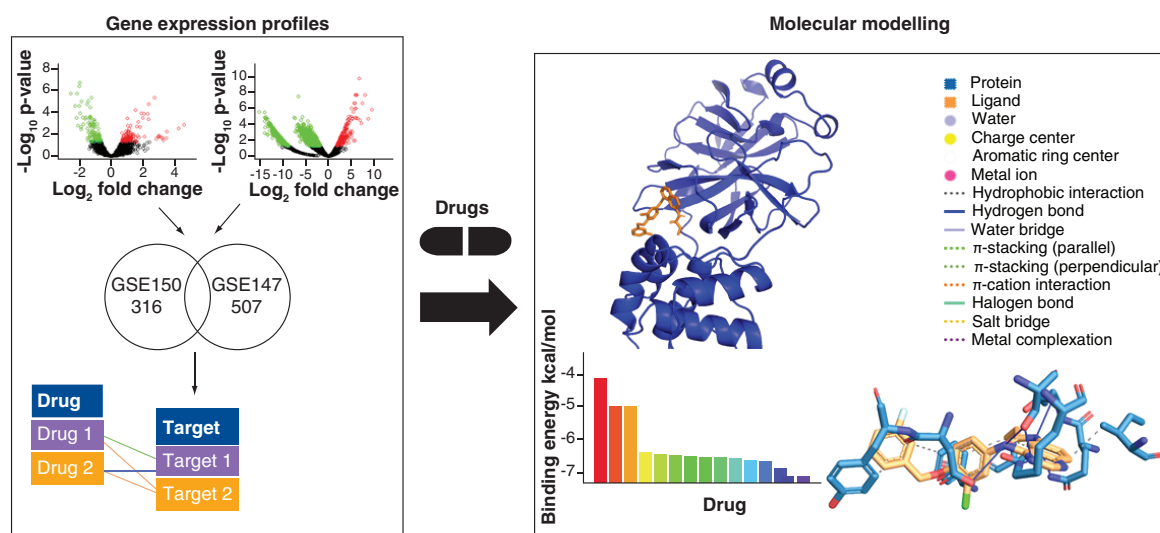 Gene expression profiles
-Log10 p-value
8
6
4
2
0
-2 0 2 4
Log2 fold change
-Log10 p-value
10
8
6
4
2
0
-15 -10 -5 0 5 10
Log2 fold change
GSE150
316
GSE147
507
Drug
Drug 1
Drug 2
Target
Target 1
Target 2
Drugs
Molecular modelling
Protein
Ligand
Water
Charge center
Aromatic ring center
Metal ion
Hydrophobic interaction
Hydrogen bond
Water bridge
π-stacking (parallel)
π-stacking (perpendicular)
π-cation interaction
Halogen bond
Salt bridge
Metal complexation
Binding energy kcal/mol
-4
-5
-6
-7
Drug